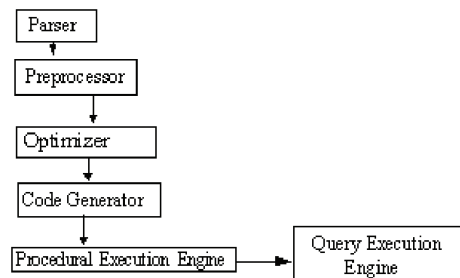 Parser
Preprocessor
Optimizer
Code Generator
Procedural Execution Engine
Query Execution
Engine